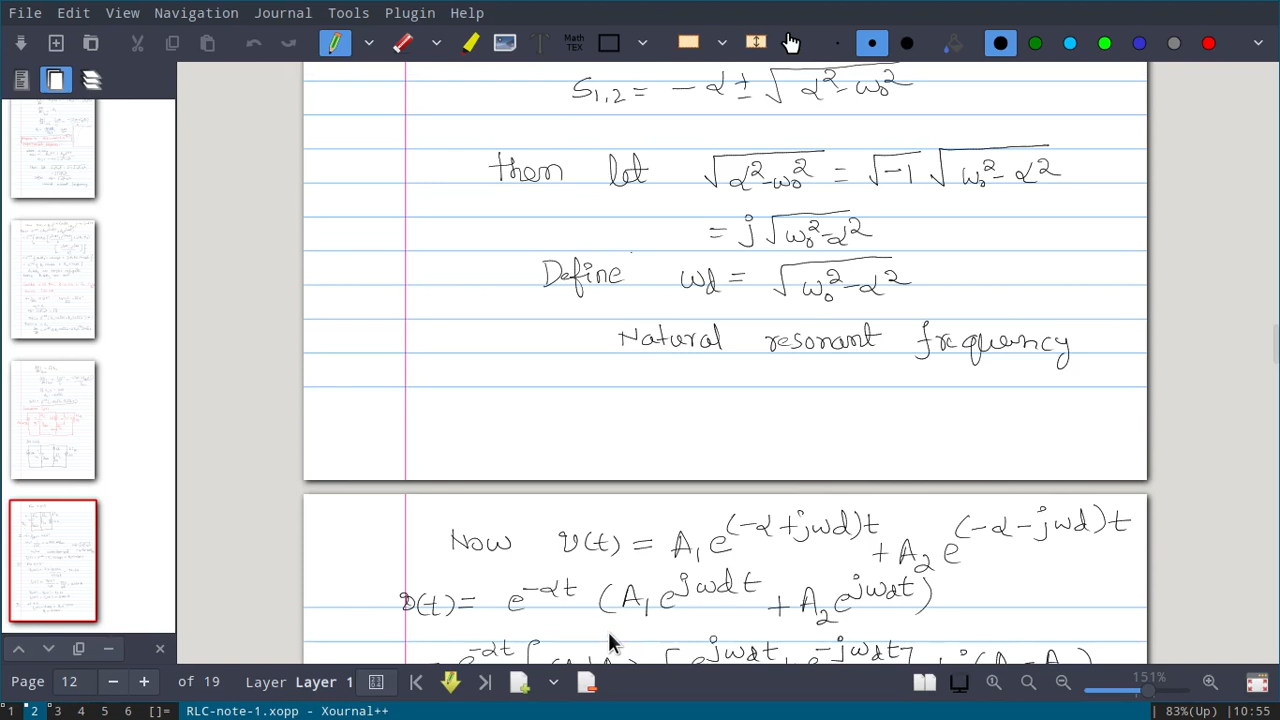 File Edit View Navigation Journal Tools Plugin Help
Math
TEX
S1,2 = - α ± √(α² - ω₀²)
then let √(α² - ω₀²) = √-1 √(ω₀² - α²)
= j √(ω₀² - α²)
Define ωd = √(ω₀² - α²)
Natural resonant frequency
Now v(t) = A₁ e^(-α + jωd)t + A₂ e^(-α - jωd)t
v(t) = e^-αt (A₁ e^jωdt + A₂ e^jωdt)
Page 12 - + of 19 Layer Layer 1 151%
1 2 3 4 5 6 []= RLC-note-1.xopp - Xournal++ 83%(Up) 10:55